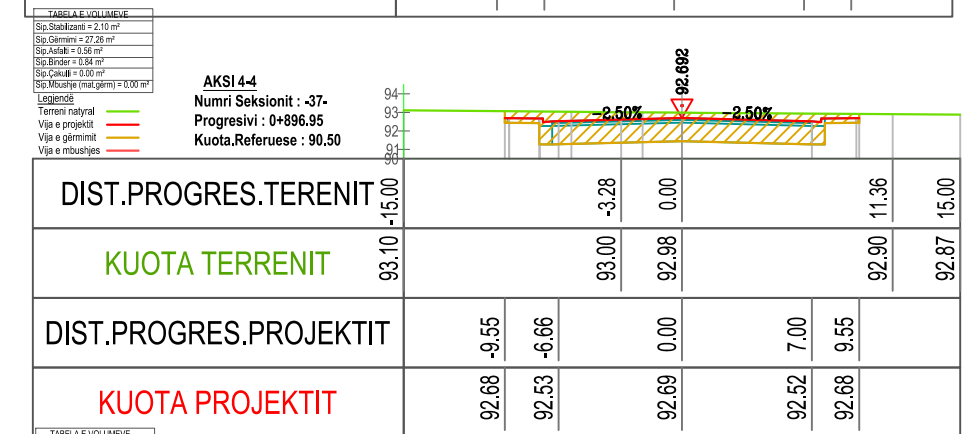 TABELA E VOLUMEVE
Sip.Stabilizanti = 2.10 m²
Sip.Gërmimi = 27.26 m²
Sip.Asfalti = 0.56 m²
Sip.Binder = 0.84 m²
Sip.Çakulli = 0.00 m²
Sip.Mbushje (mat.gërm) = 0.00 m²
Legjendë
Terreni natyral
Vija e projektit
Vija e gërmimit
Vija e mbushjes
AKSI 4-4
Numri Seksionit : -37-
Progresivi : 0+896.95
Kuota.Referuese : 90.50
92.692
94
93
92
91
90
-2.50% -2.50%
DIST.PROGRES.TERENIT -15.00 -3.28 0.00 11.36 15.00
KUOTA TERRENIT 93.10 93.00 92.98 92.90 92.87
DIST.PROGRES.PROJEKTIT -9.55 -6.66 0.00 7.00 9.55
KUOTA PROJEKTIT 92.68 92.53 92.69 92.52 92.68
TABELA E VOLUMEVE